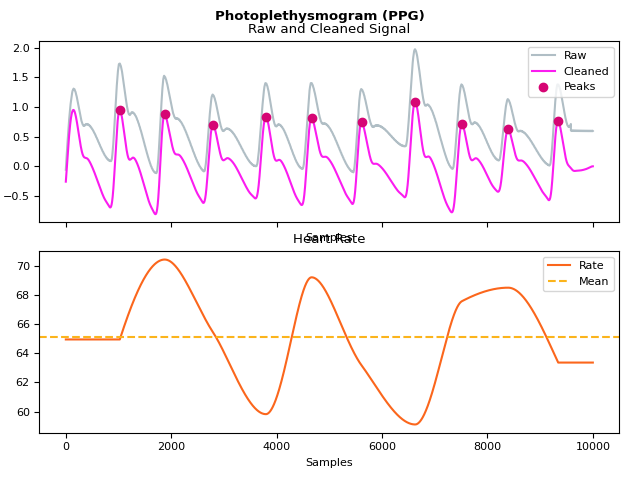 Photoplethysmogram (PPG)
Raw and Cleaned Signal
2.0
1.5
1.0
0.5
0.0
−0.5
Raw
Cleaned
Peaks
Samples
Heart Rate
70
68
66
64
62
60
Rate
Mean
0 2000 4000 6000 8000 10000
Samples